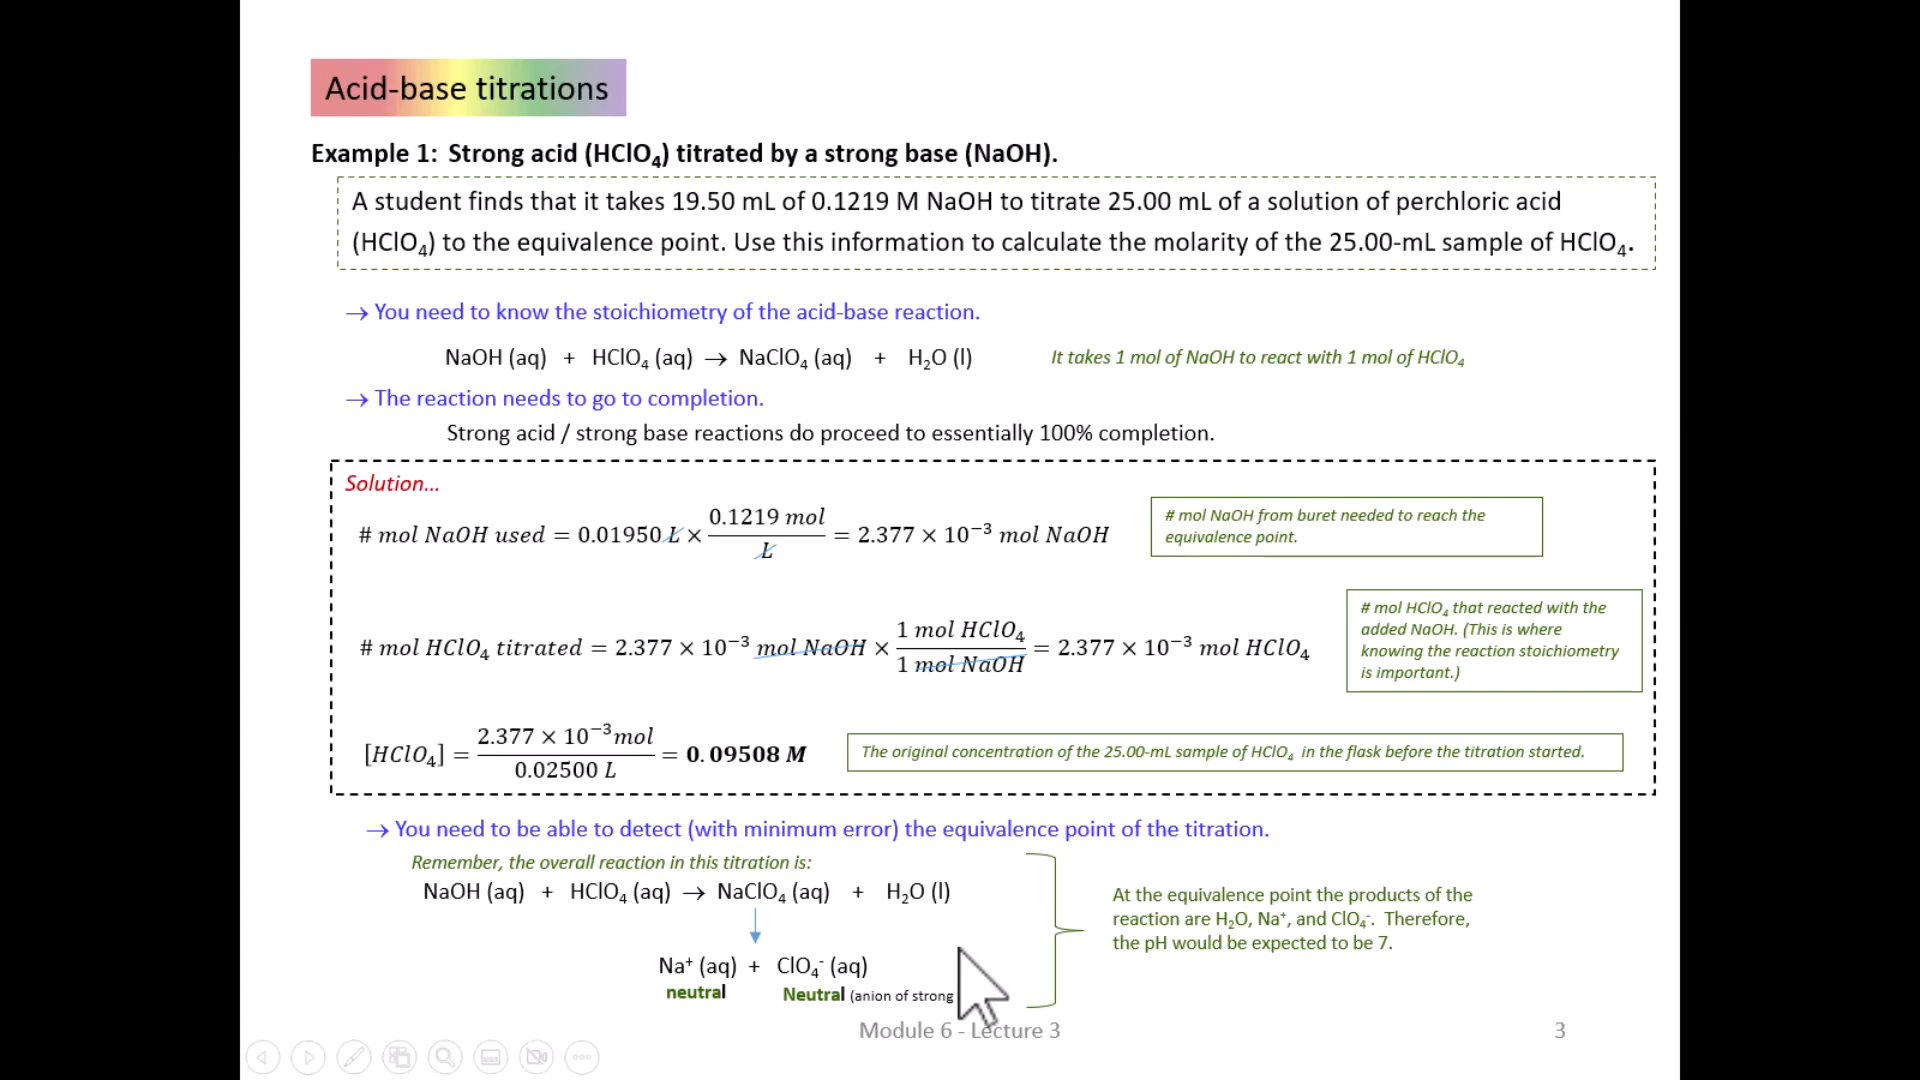 Acid-base titrations
Example 1: Strong acid (HClO₄) titrated by a strong base (NaOH).
A student finds that it takes 19.50 mL of 0.1219 M NaOH to titrate 25.00 mL of a solution of perchloric acid
(HClO₄) to the equivalence point. Use this information to calculate the molarity of the 25.00-mL sample of HClO₄.
→ You need to know the stoichiometry of the acid-base reaction.
NaOH (aq) + HClO₄ (aq) → NaClO₄ (aq) + H₂O (l) It takes 1 mol of NaOH to react with 1 mol of HClO₄
→ The reaction needs to go to completion.
Strong acid / strong base reactions do proceed to essentially 100% completion.
Solution...
# mol NaOH used = 0.01950 L × 0.1219 mol / L = 2.377 × 10⁻³ mol NaOH
# mol NaOH from buret needed to reach the
equivalence point.
# mol HClO₄ titrated = 2.377 × 10⁻³ mol NaOH × 1 mol HClO₄ / 1 mol NaOH = 2.377 × 10⁻³ mol HClO₄
# mol HClO₄ that reacted with the
added NaOH. (This is where
knowing the reaction stoichiometry
is important.)
[HClO₄] = 2.377 × 10⁻³ mol / 0.02500 L = 0.09508 M
The original concentration of the 25.00-mL sample of HClO₄ in the flask before the titration started.
→ You need to be able to detect (with minimum error) the equivalence point of the titration.
Remember, the overall reaction in this titration is:
NaOH (aq) + HClO₄ (aq) → NaClO₄ (aq) + H₂O (l)
Na⁺ (aq) + ClO₄⁻ (aq)
neutral Neutral (anion of strong
At the equivalence point the products of the
reaction are H₂O, Na⁺, and ClO₄⁻. Therefore,
the pH would be expected to be 7.
Module 6 - Lecture 3
3